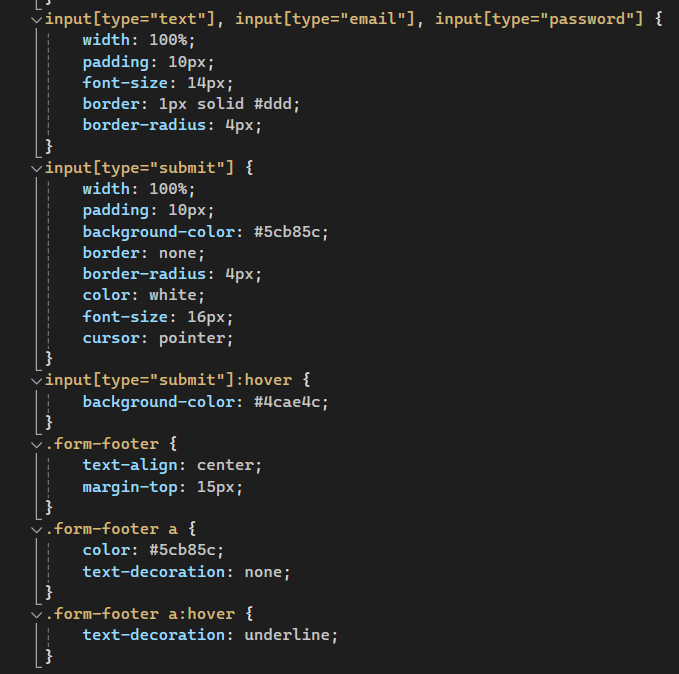 }
input[type="text"], input[type="email"], input[type="password"] {
    width: 100%;
    padding: 10px;
    font-size: 14px;
    border: 1px solid #ddd;
    border-radius: 4px;
}
input[type="submit"] {
    width: 100%;
    padding: 10px;
    background-color: #5cb85c;
    border: none;
    border-radius: 4px;
    color: white;
    font-size: 16px;
    cursor: pointer;
}
input[type="submit"]:hover {
    background-color: #4cae4c;
}
.form-footer {
    text-align: center;
    margin-top: 15px;
}
.form-footer a {
    color: #5cb85c;
    text-decoration: none;
}
.form-footer a:hover {
    text-decoration: underline;
}